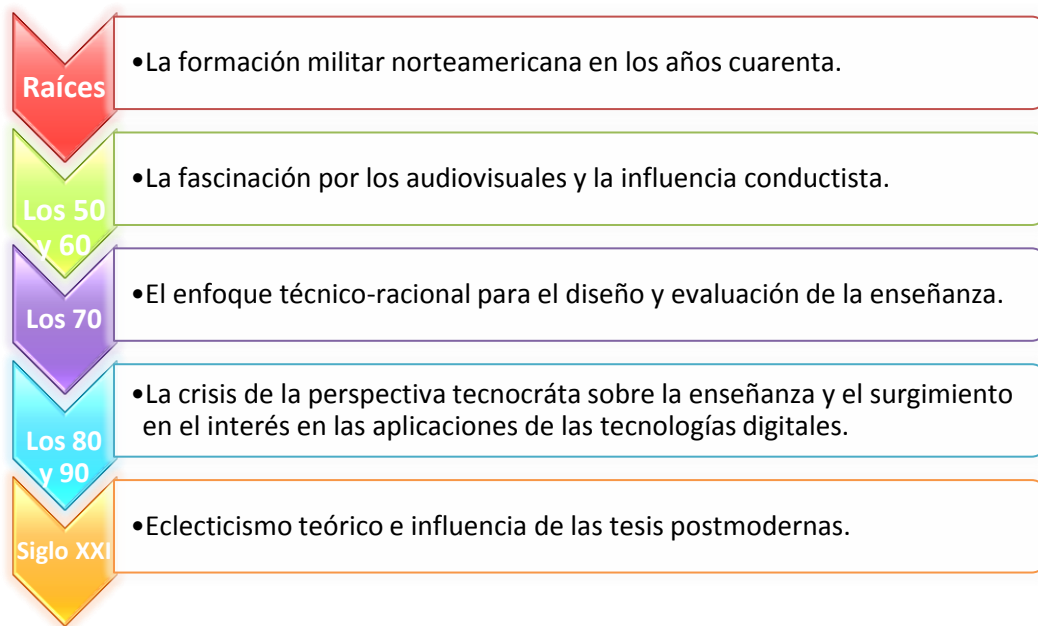 Raíces
•La formación militar norteamericana en los años cuarenta.
Los 50
y 60
•La fascinación por los audiovisuales y la influencia conductista.
Los 70
•El enfoque técnico-racional para el diseño y evaluación de la enseñanza.
Los 80
y 90
•La crisis de la perspectiva tecnocráta sobre la enseñanza y el surgimiento
en el interés en las aplicaciones de las tecnologías digitales.
Siglo XXI
•Eclecticismo teórico e influencia de las tesis postmodernas.